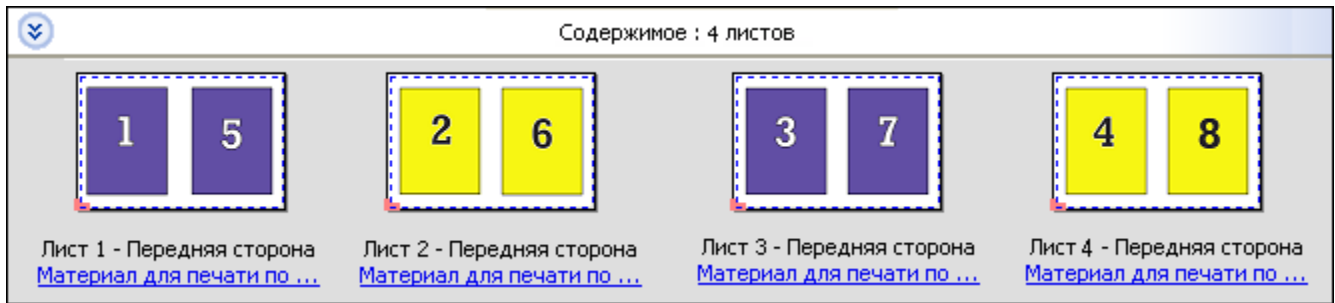 Содержимое : 4 листов
1 5
2 6
3 7
4 8
Лист 1 - Передняя сторона
Материал для печати по ...
Лист 2 - Передняя сторона
Материал для печати по ...
Лист 3 - Передняя сторона
Материал для печати по ...
Лист 4 - Передняя сторона
Материал для печати по ...